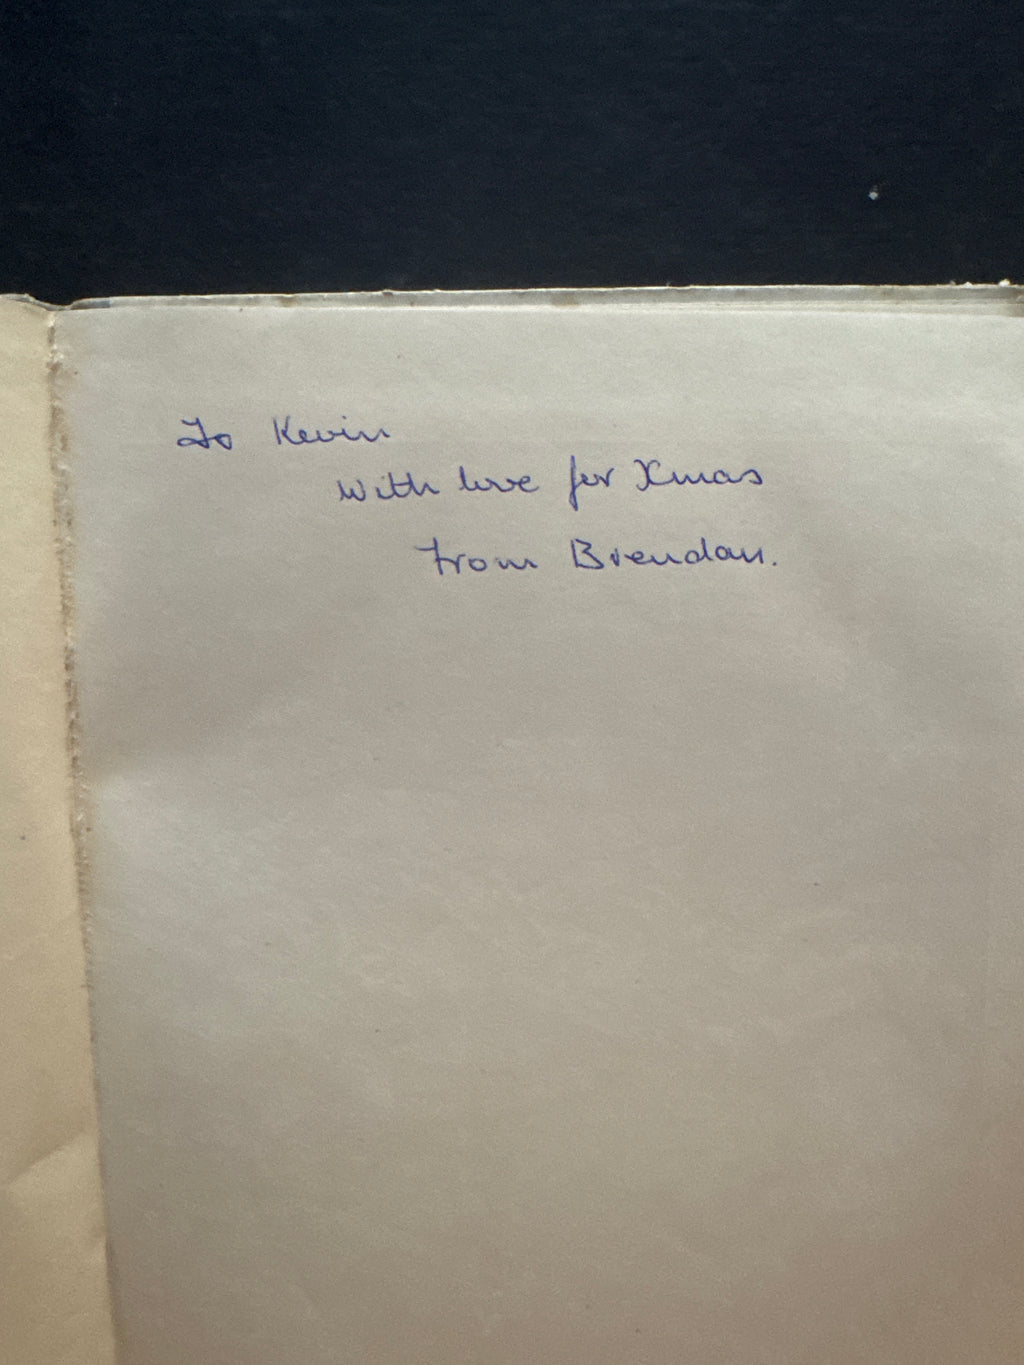 To Kevin
With love for Xmas
From Brendan.